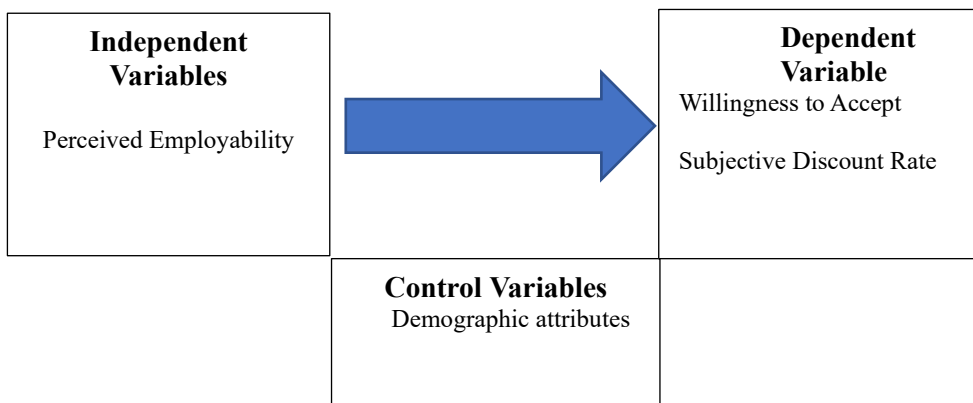 Independent
Variables
Perceived Employability
Dependent
Variable
Willingness to Accept
Subjective Discount Rate
Control Variables
Demographic attributes